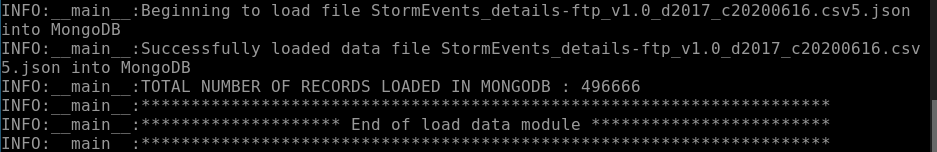 INFO:__main__:Beginning to load file StormEvents_details-ftp_v1.0_d2017_c20200616.csv5.json
into MongoDB
INFO:__main__:Successfully loaded data file StormEvents_details-ftp_v1.0_d2017_c20200616.csv
5.json into MongoDB
INFO:__main__:TOTAL NUMBER OF RECORDS LOADED IN MONGODB : 496666
INFO:__main__:*********************************************************************
INFO:__main__:******************** End of load data module ************************
INFO:__main__:*********************************************************************